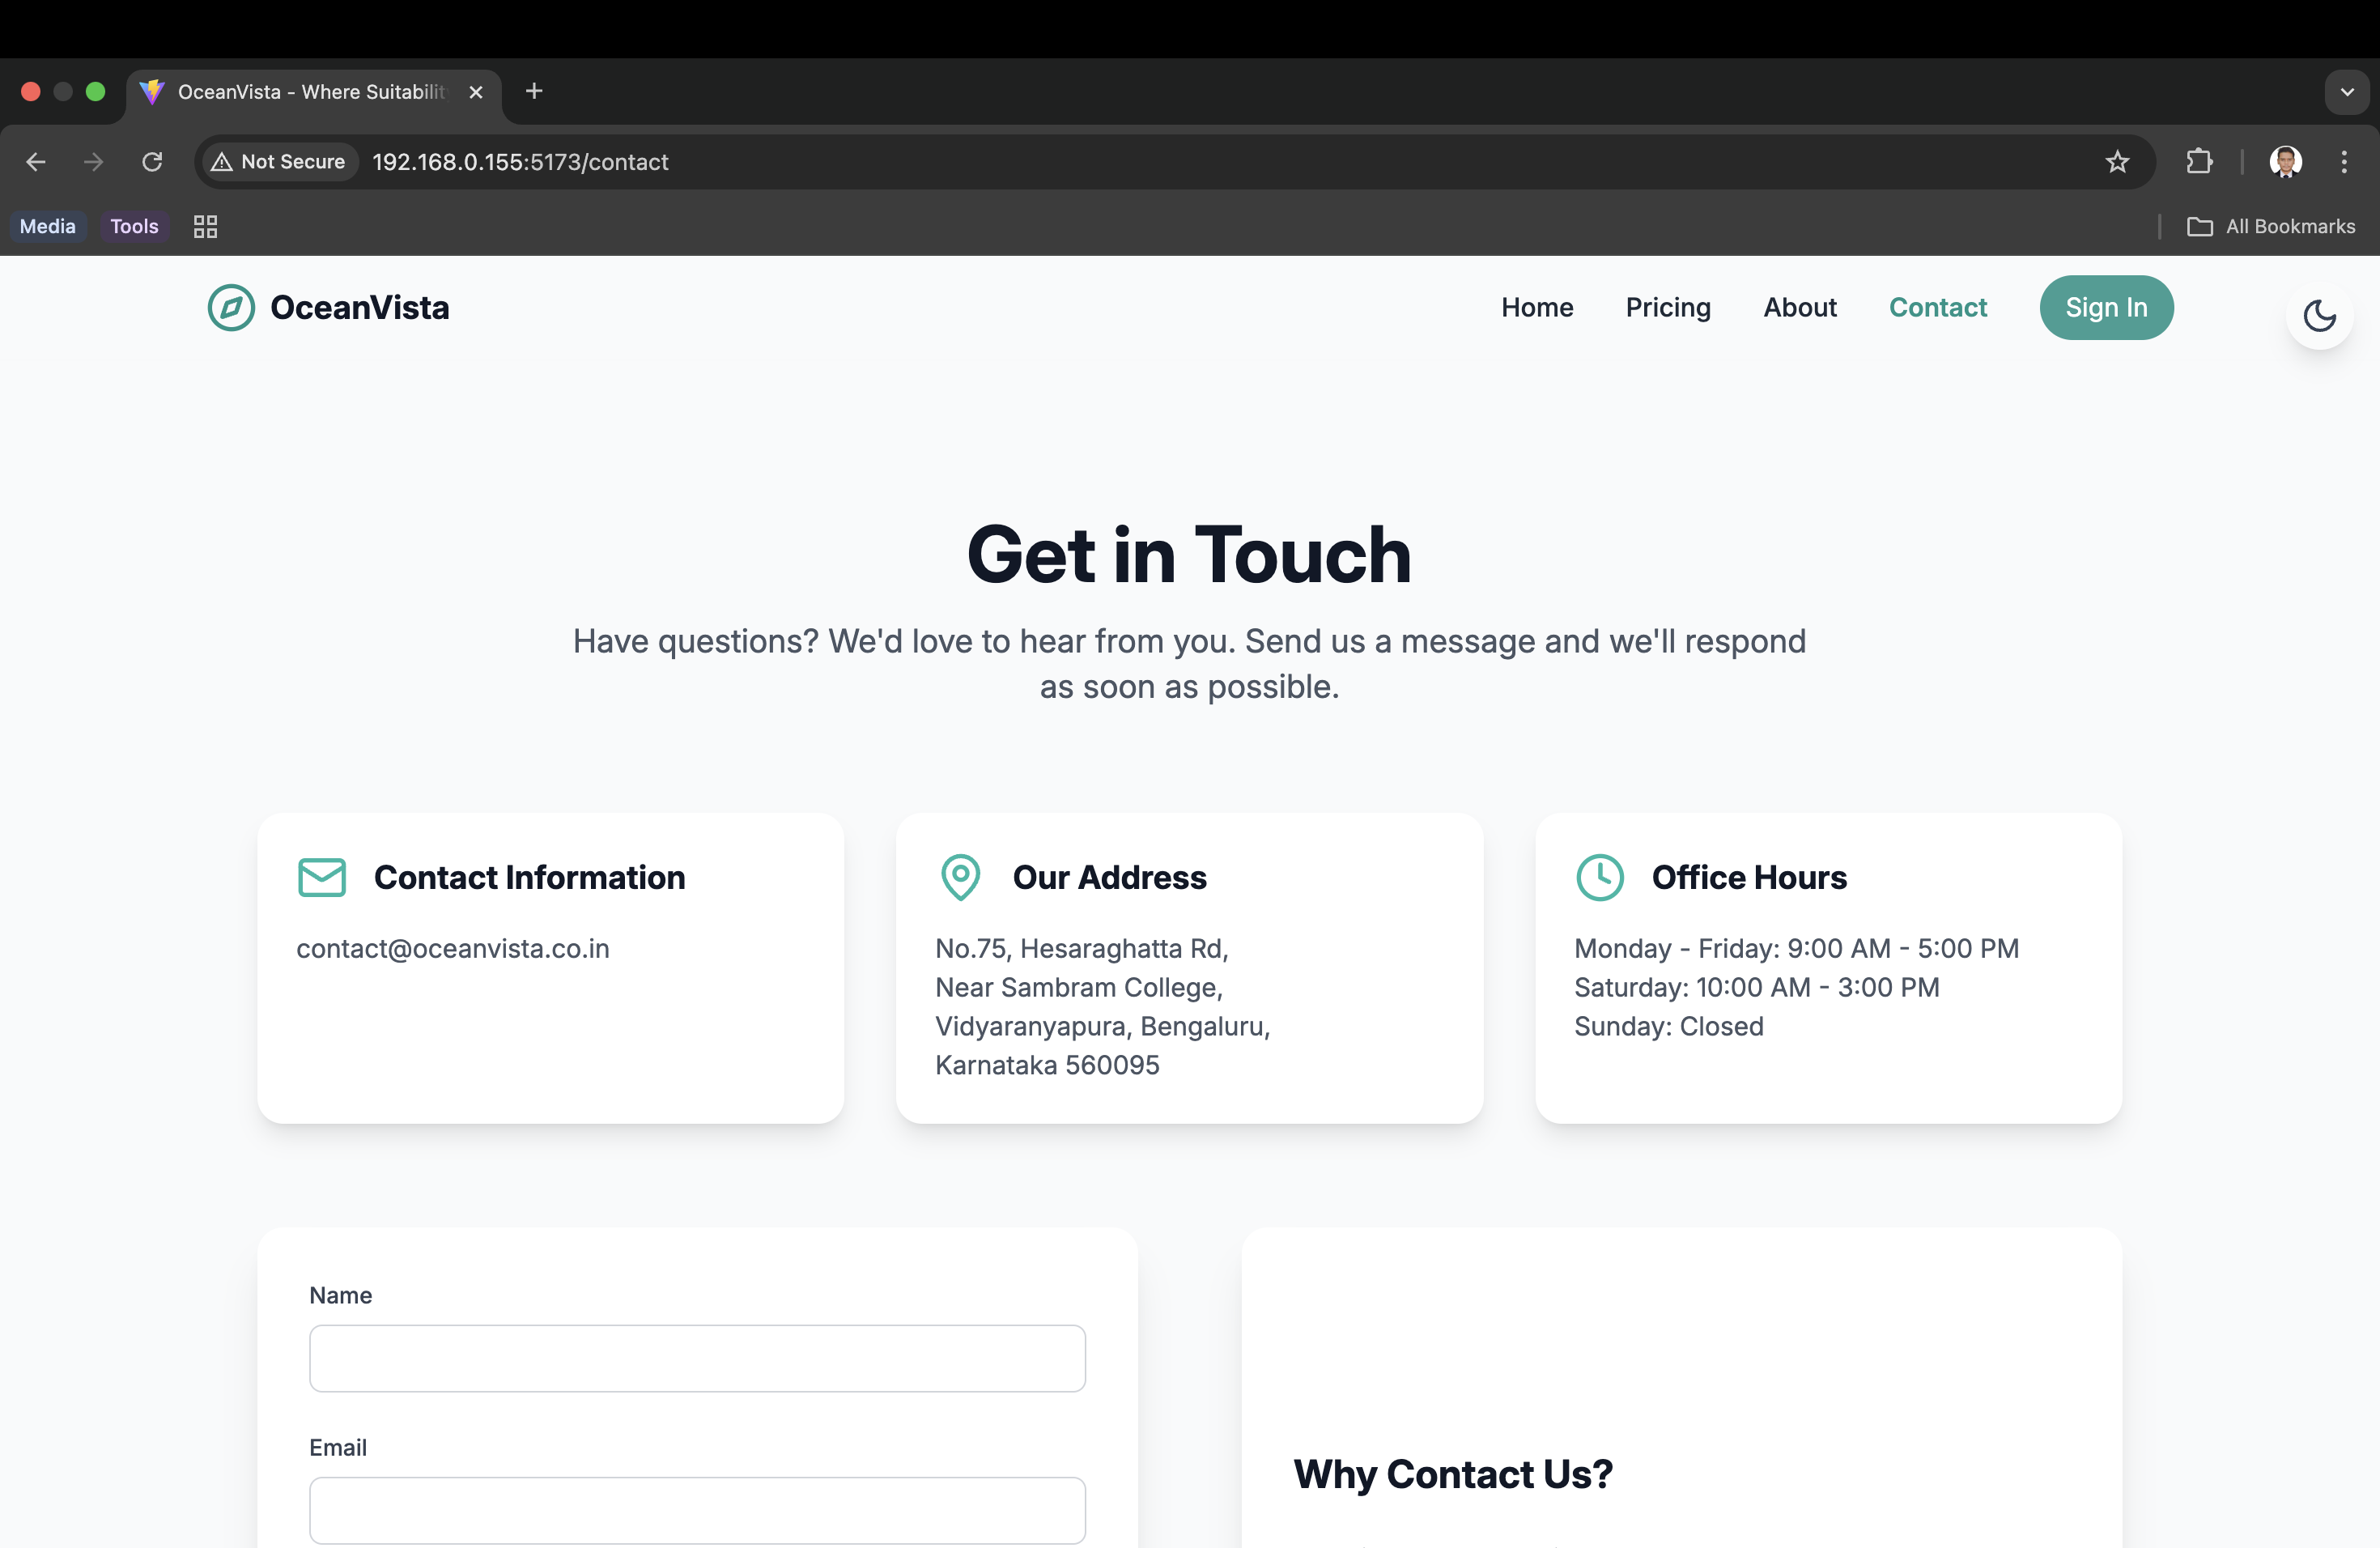 OceanVista - Where Suitabilit
Not Secure 192.168.0.155:5173/contact
Media Tools All Bookmarks
OceanVista Home Pricing About Contact Sign In
Get in Touch
Have questions? We'd love to hear from you. Send us a message and we'll respond
as soon as possible.
Contact Information
contact@oceanvista.co.in
Our Address
No.75, Hesaraghatta Rd,
Near Sambram College,
Vidyaranyapura, Bengaluru,
Karnataka 560095
Office Hours
Monday - Friday: 9:00 AM - 5:00 PM
Saturday: 10:00 AM - 3:00 PM
Sunday: Closed
Name
Email
Why Contact Us?